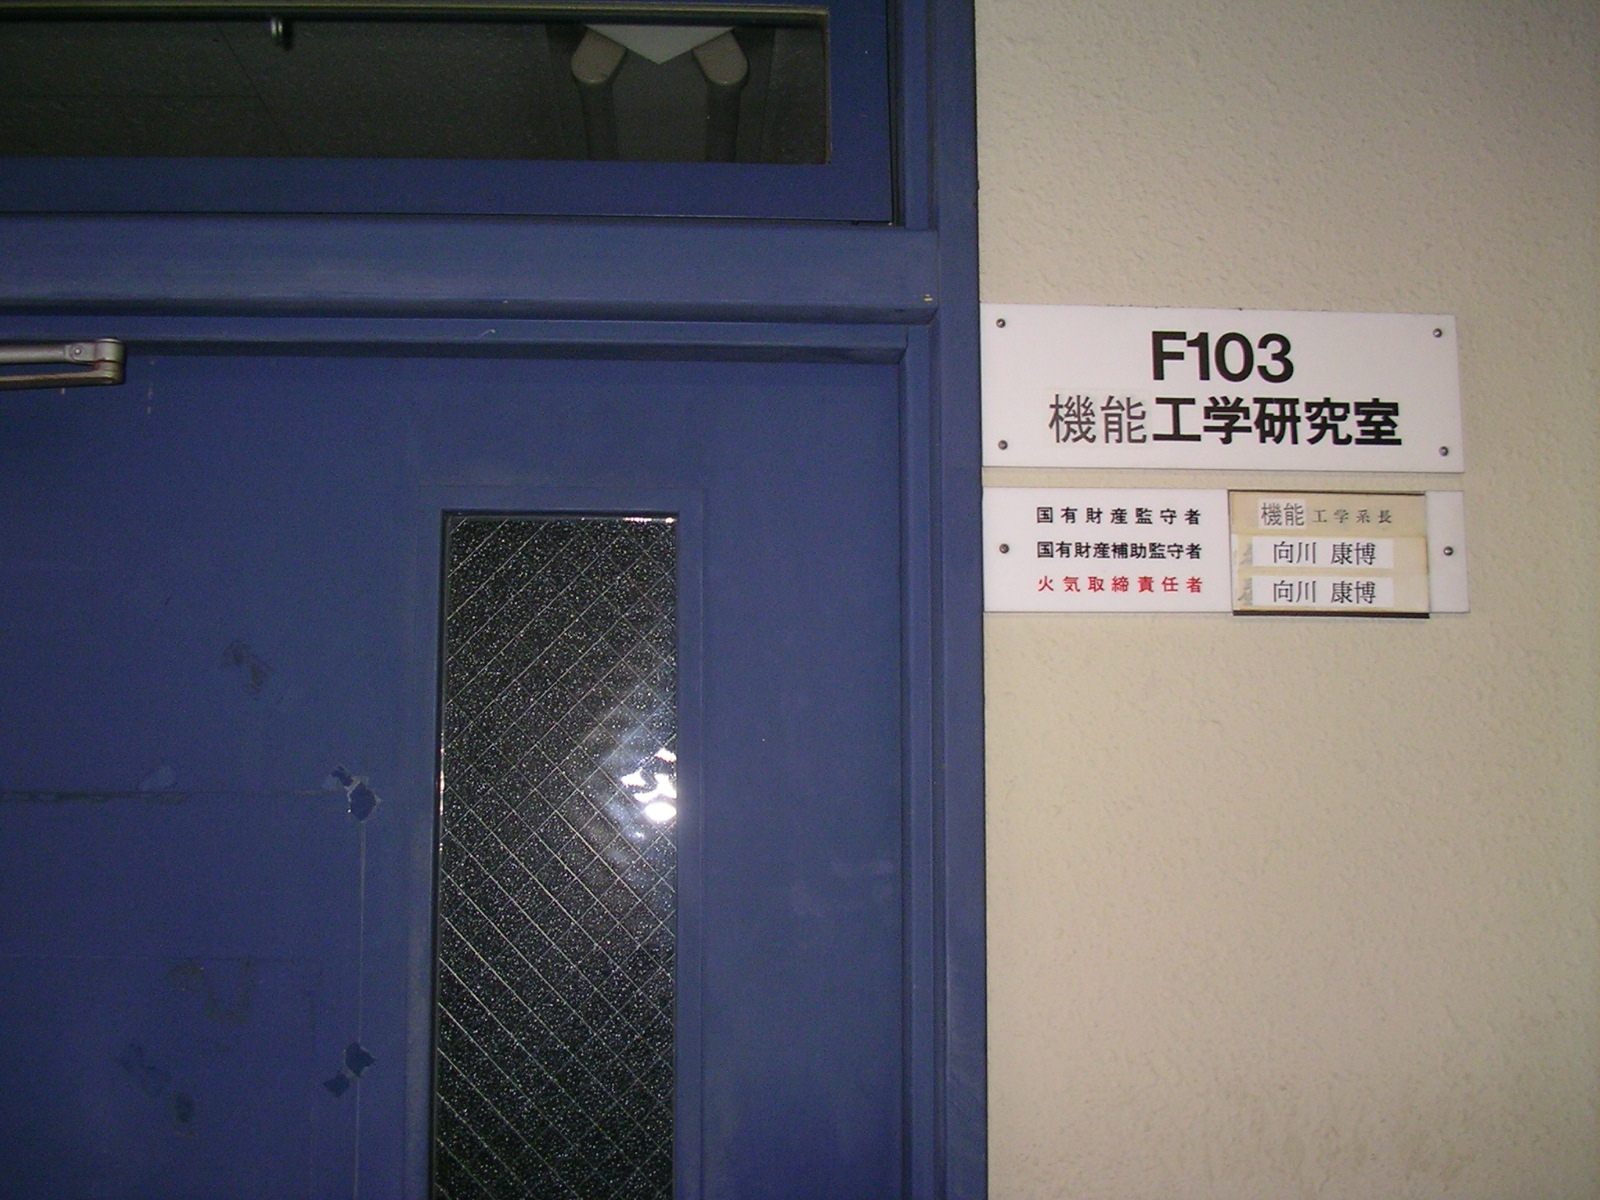 F103
機能工学研究室
国有財産監守者 機能工学系長
国有財産補助監守者 向川 康博
火気取締責任者 向川 康博